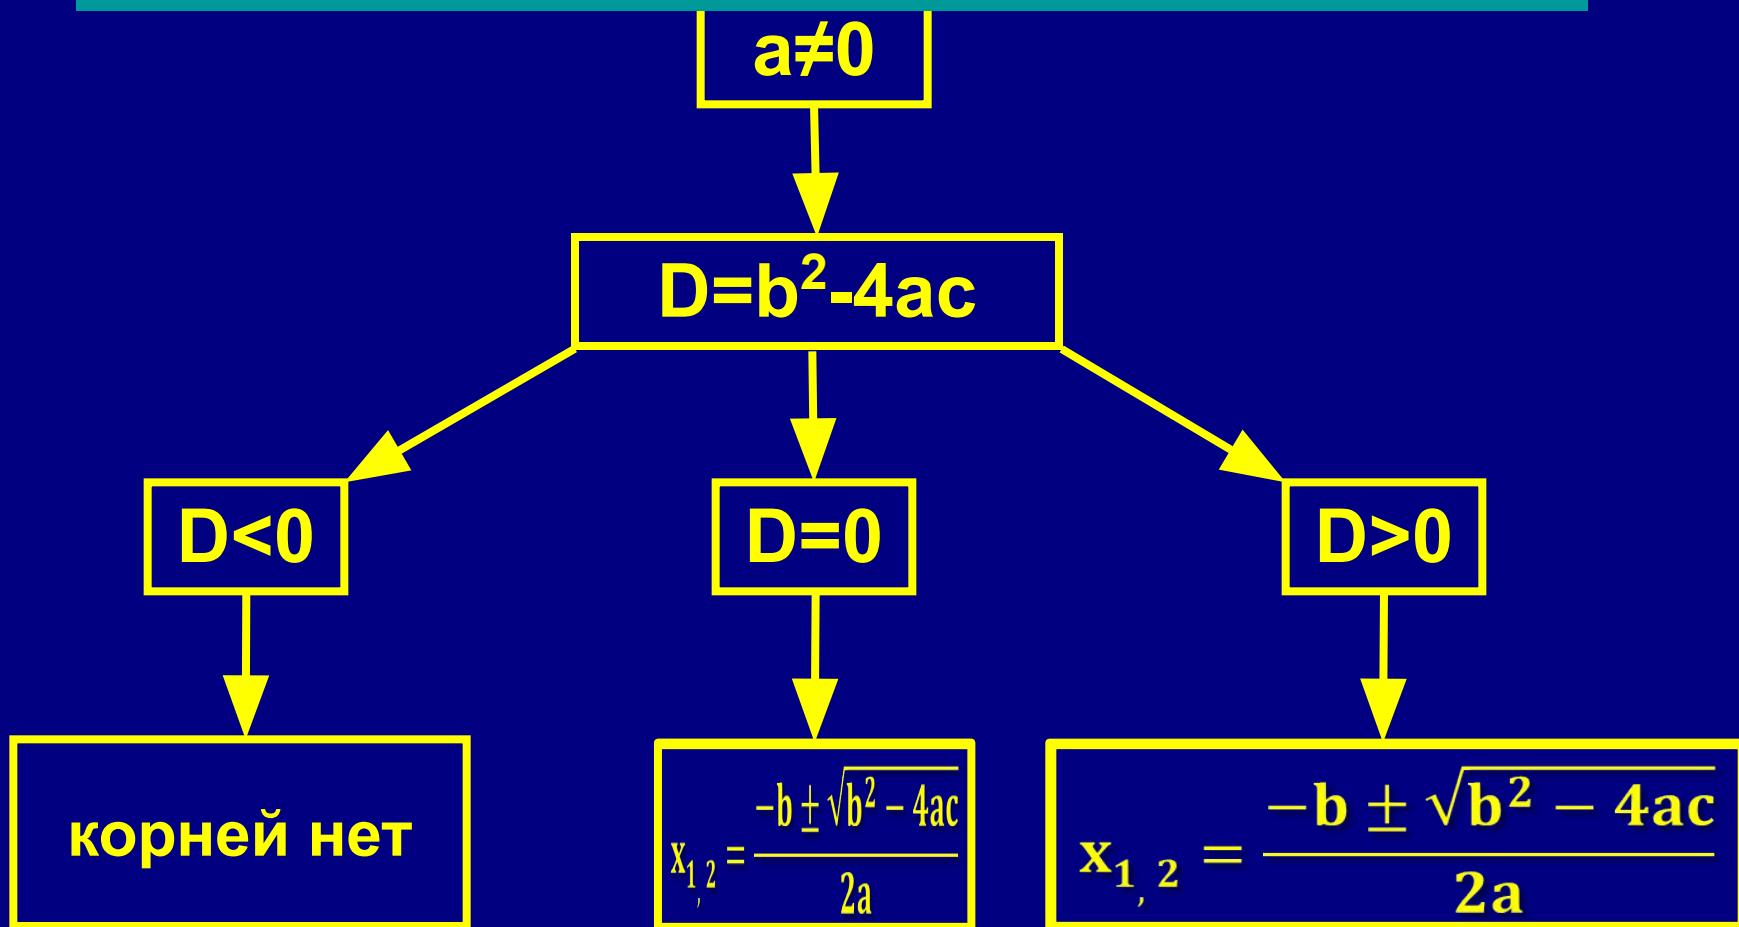 a≠0
D=b²-4ac
D<0
D=0
D>0
корней нет
x₁,₂ = (−b ± √(b² − 4ac)) / 2a
x₁,₂ = (−b ± √(b² − 4ac)) / 2a